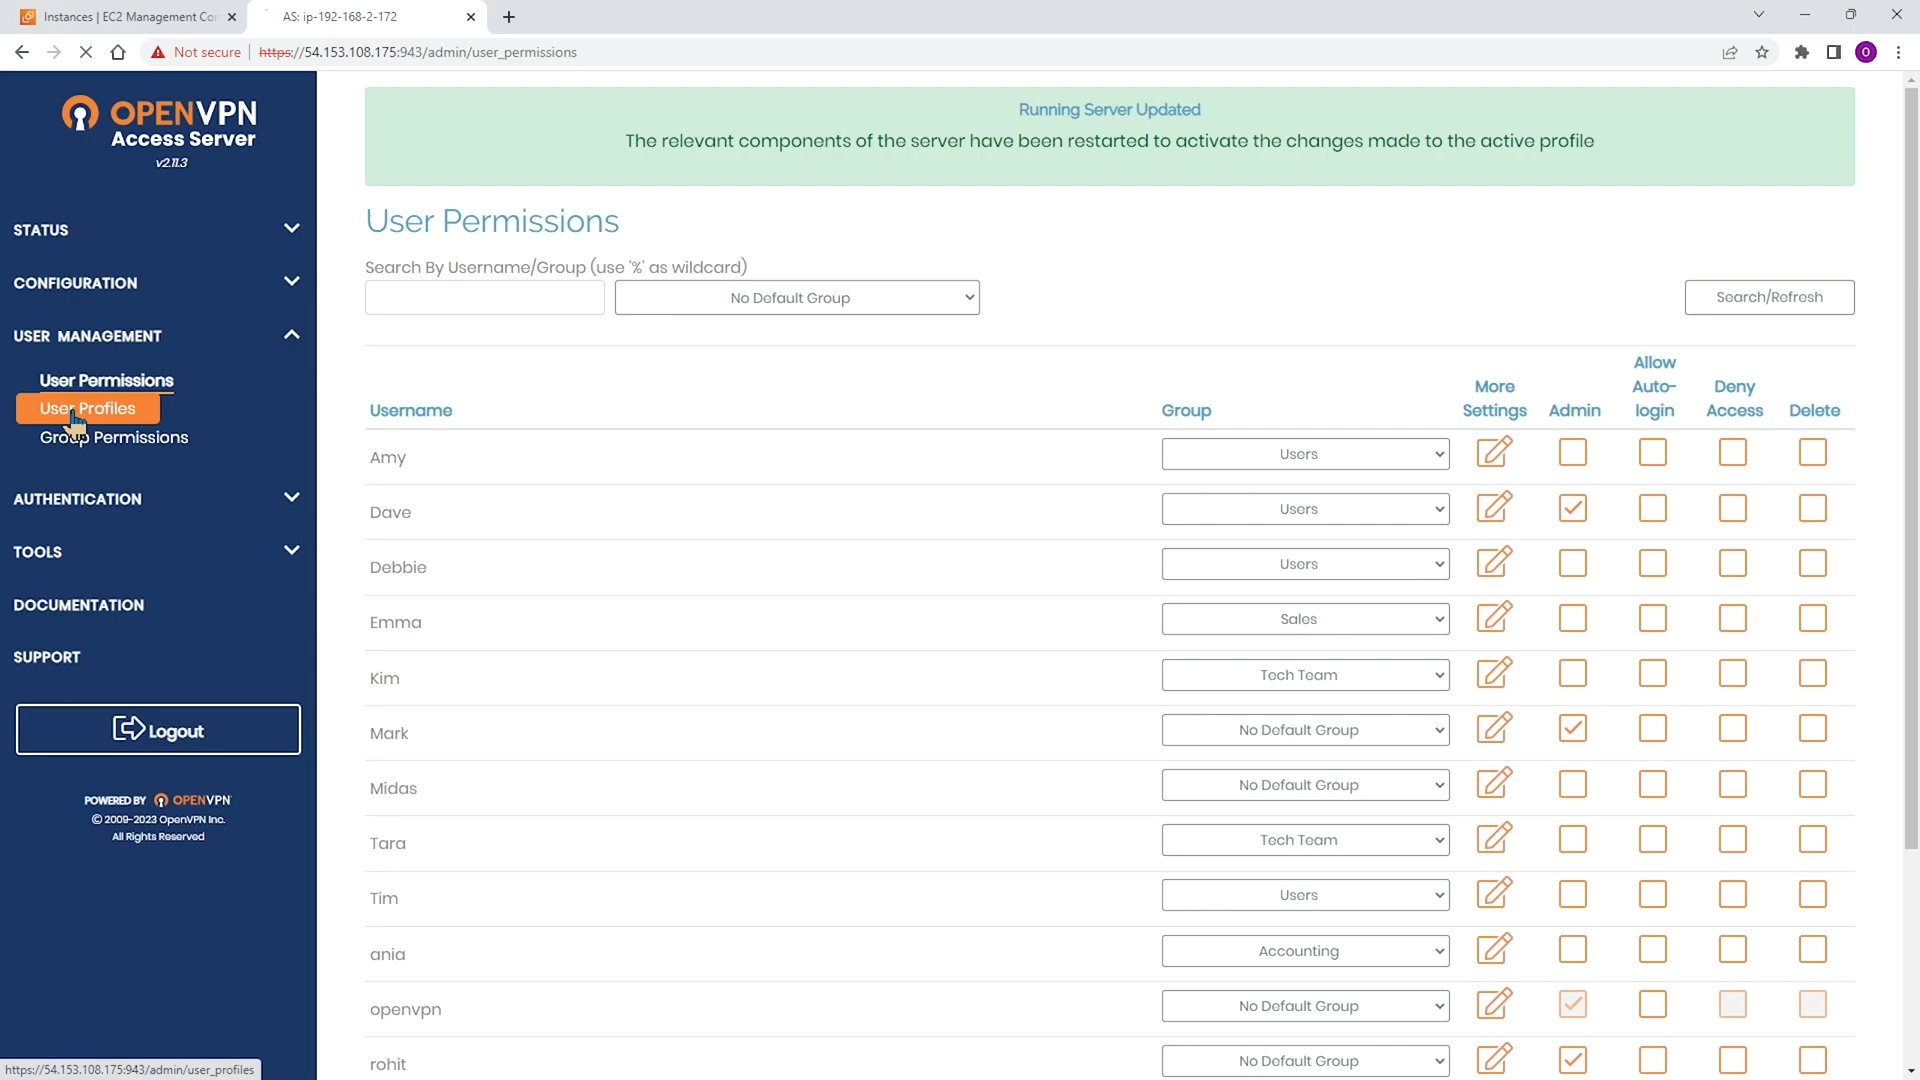 Instances | EC2 Management Con
AS: ip-192-168-2-172
Not secure
https://54.153.108.175:943/admin/user_permissions
O
OPENVPN
Access Server
v2.11.3
STATUS
CONFIGURATION
USER MANAGEMENT
User Permissions
User Profiles
Group Permissions
AUTHENTICATION
TOOLS
DOCUMENTATION
SUPPORT
Logout
POWERED BY OPENVPN
© 2009-2023 OpenVPN Inc.
All Rights Reserved
https://54.153.108.175:943/admin/user_profiles
Running Server Updated
The relevant components of the server have been restarted to activate the changes made to the active profile
User Permissions
Search By Username/Group (use '%' as wildcard)
No Default Group
Search/Refresh
Username Group More Settings Admin Allow Auto-login Deny Access Delete
Amy Users
Dave Users
Debbie Users
Emma Sales
Kim Tech Team
Mark No Default Group
Midas No Default Group
Tara Tech Team
Tim Users
ania Accounting
openvpn No Default Group
rohit No Default Group